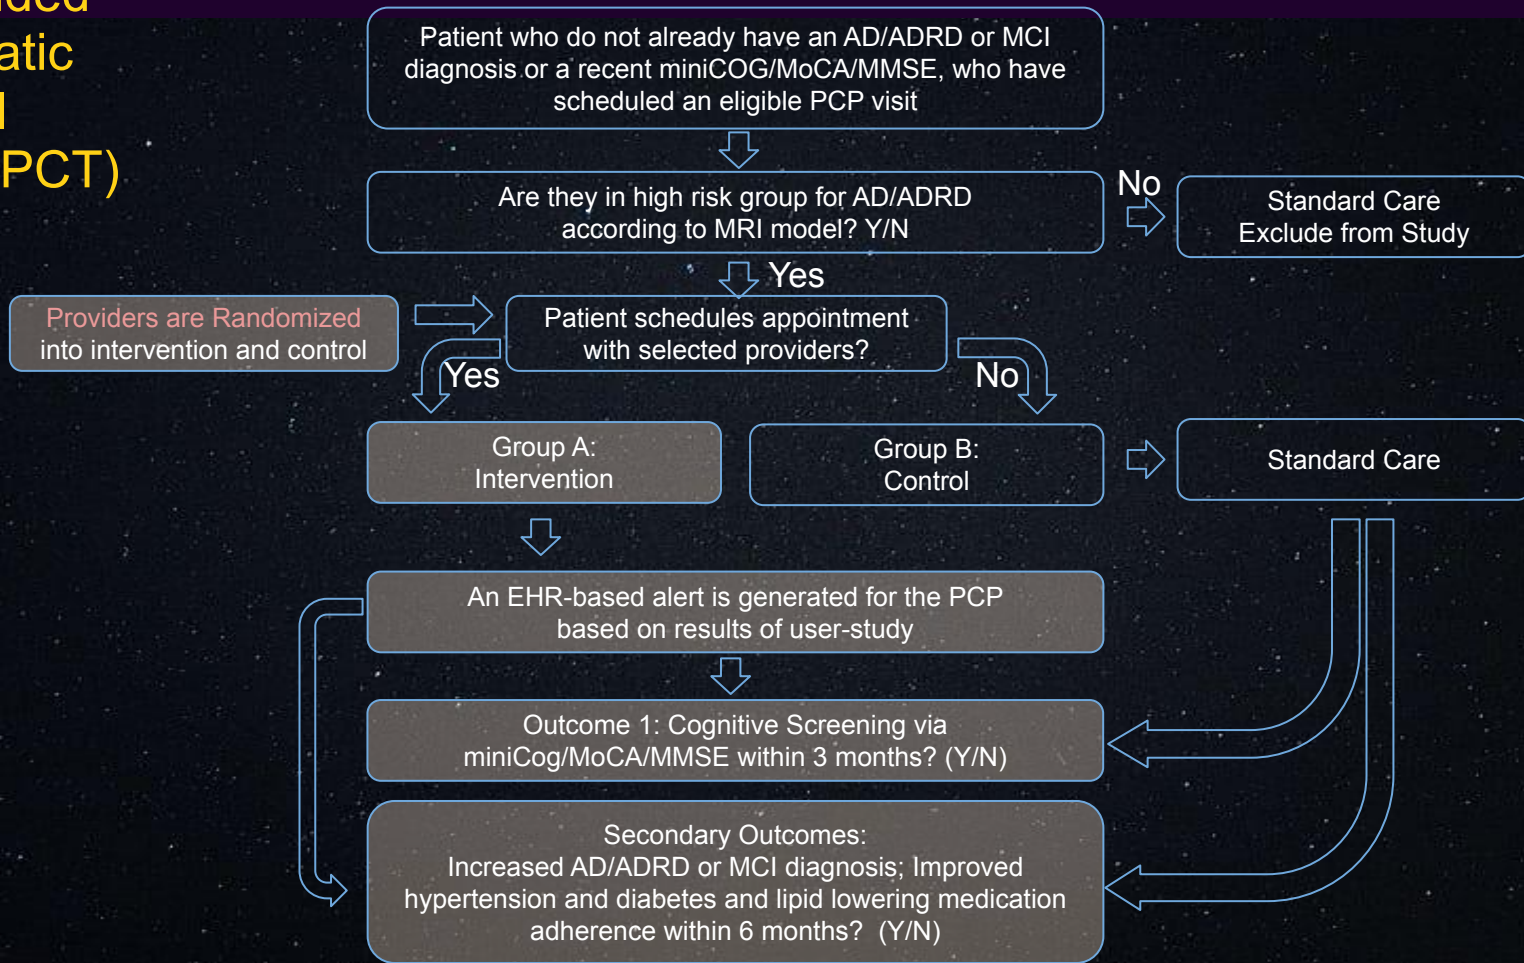 ded
atic
PCT)
Patient who do not already have an AD/ADRD or MCI
diagnosis or a recent miniCOG/MoCA/MMSE, who have
scheduled an eligible PCP visit
Are they in high risk group for AD/ADRD
according to MRI model? Y/N
No
Standard Care
Exclude from Study
Yes
Providers are Randomized
into intervention and control
Patient schedules appointment
with selected providers?
Yes
No
Group A:
Intervention
Group B:
Control
Standard Care
An EHR-based alert is generated for the PCP
based on results of user-study
Outcome 1: Cognitive Screening via
miniCog/MoCA/MMSE within 3 months? (Y/N)
Secondary Outcomes:
Increased AD/ADRD or MCI diagnosis; Improved
hypertension and diabetes and lipid lowering medication
adherence within 6 months? (Y/N)